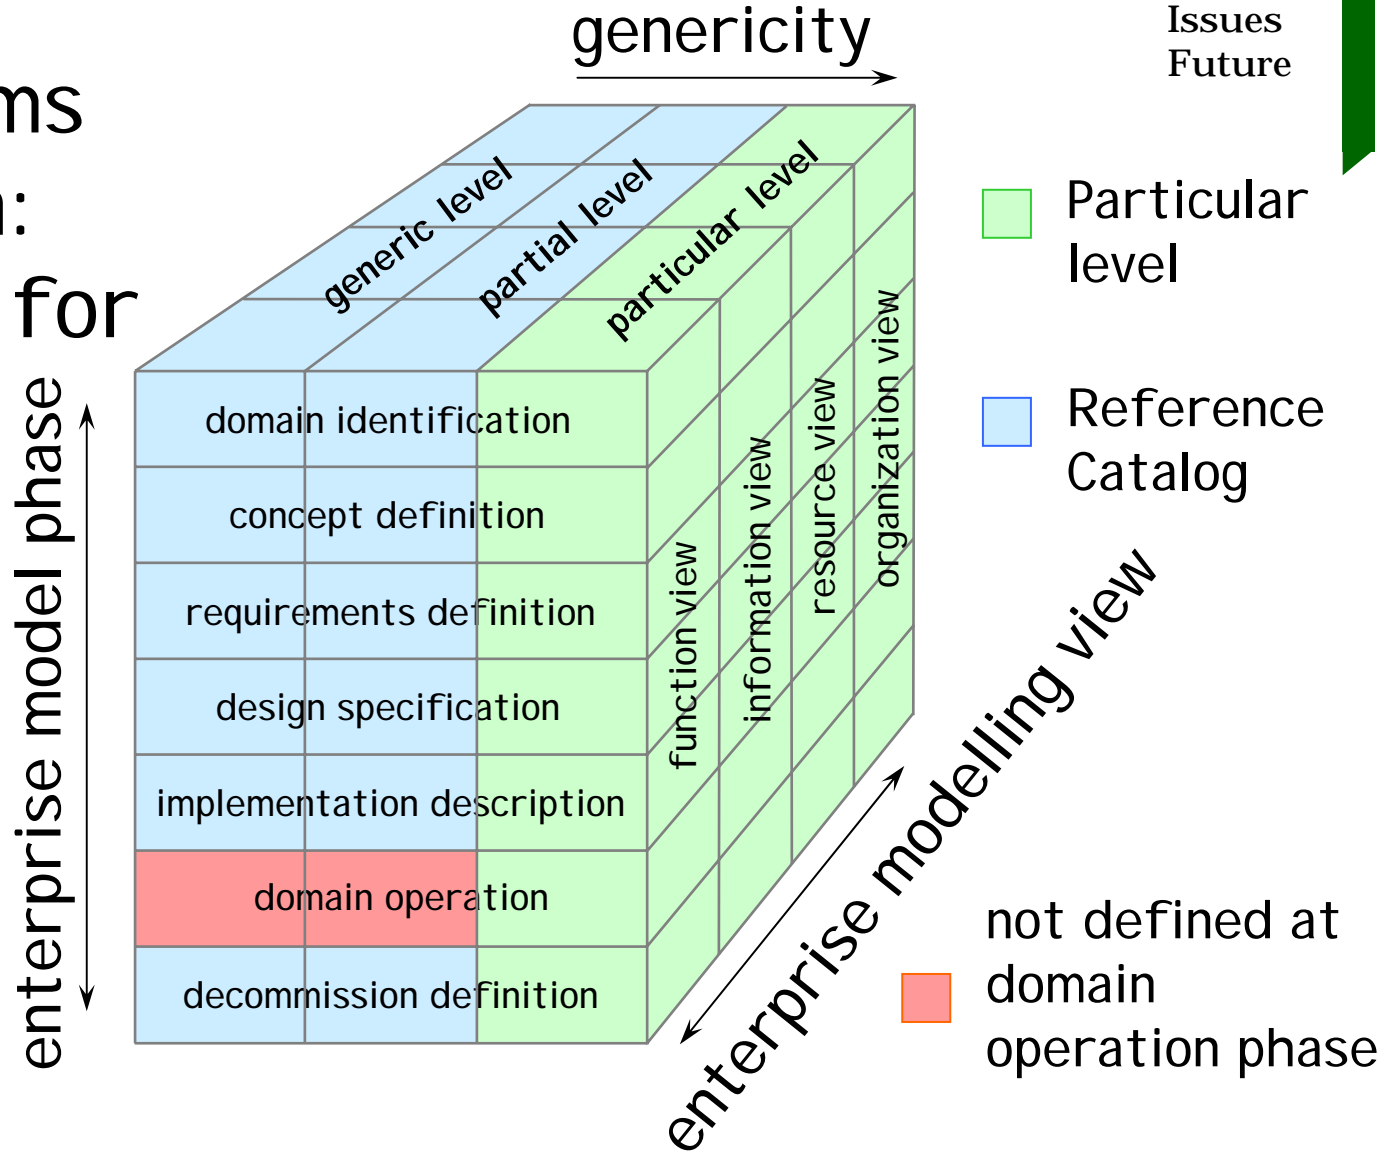 genericity
Issues
Future
ms
:
for
generic level
partial level
particular level
domain identification
concept definition
requirements definition
design specification
implementation description
domain operation
decommission definition
function view
information view
resource view
organization view
enterprise model phase
enterprise modelling view
Particular
level
Reference
Catalog
not defined at
domain
operation phase